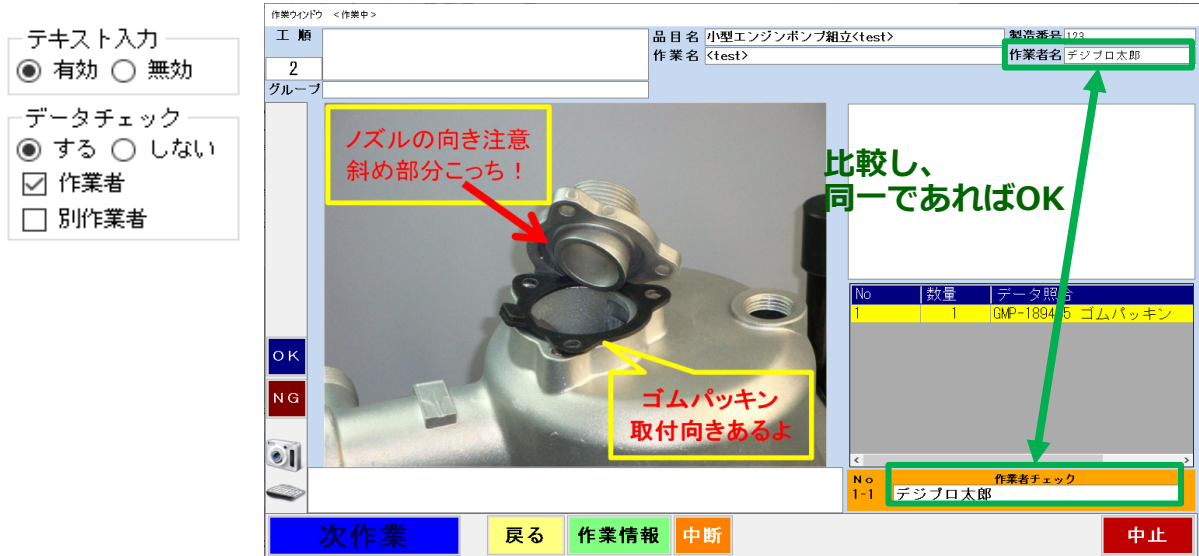 テキスト入力
有効 無効
データチェック
する しない
作業者
別作業者
作業ウィンドウ <作業中>
工 順
2
グループ
品目名 小型エンジンポンプ組立<test>
作業名 <test>
製造番号 123
作業者名 デジプロ太郎
ノズルの向き注意
斜め部分こっち！
ゴムパッキン
取付向きあるよ
比較し、
同一であればOK
No 数量 データ照合
1 1 ゴムパッキン
OK
NG
No 作業者チェック
1-1 デジプロ太郎
次作業 戻る 作業情報 中断 中止